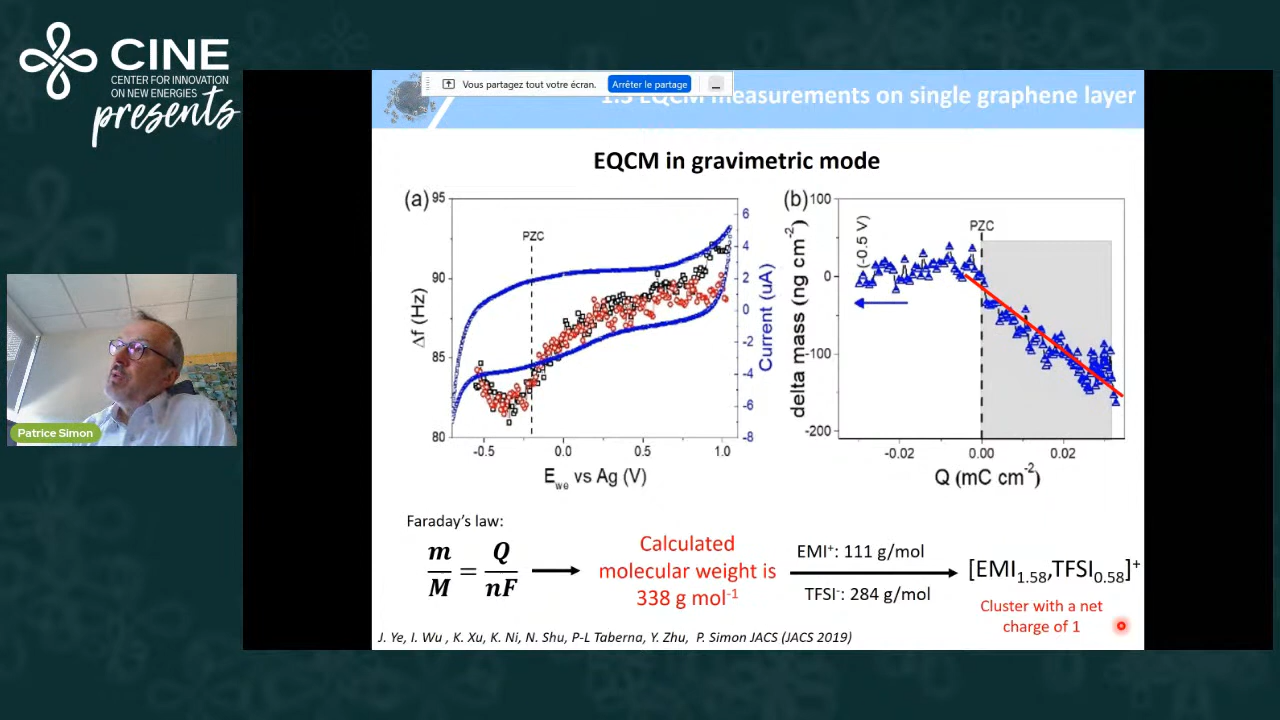 CINE
CENTER FOR INNOVATION
ON NEW ENERGIES
presents
Vous partagez tout votre écran.
Arrêter le partage
1.3 EQCM measurements on single graphene layer
EQCM in gravimetric mode
(a)
95
90
85
80
Δf (Hz)
PZC
6
4
2
0
-2
-4
-6
-8
Current (uA)
-0.5
0.0
0.5
1.0
E_we vs Ag (V)
(b)
100
0
-100
-200
delta mass (ng cm⁻²)
(-0.5 V)
PZC
-0.02
0.00
0.02
Q (mC cm⁻²)
Faraday's law:
m/M = Q/nF
Calculated
molecular weight is
338 g mol⁻¹
EMI⁺: 111 g/mol
TFSI⁻: 284 g/mol
[EMI₁.₅₈,TFSI₀.₅₈]⁺
Cluster with a net
charge of 1
J. Ye, I. Wu , K. Xu, K. Ni, N. Shu, P-L Taberna, Y. Zhu, P. Simon JACS (JACS 2019)
Patrice Simon